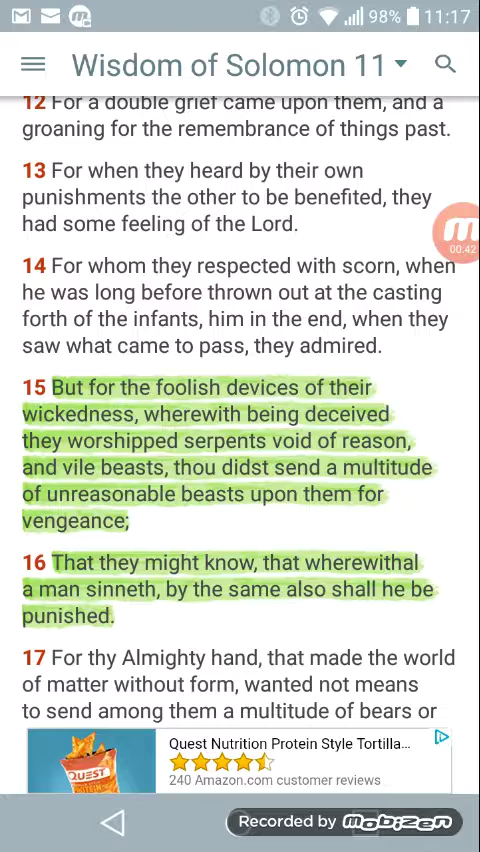 98% 11:17
Wisdom of Solomon 11
12 For a double grief came upon them, and a
groaning for the remembrance of things past.
13 For when they heard by their own
punishments the other to be benefited, they
had some feeling of the Lord.
14 For whom they respected with scorn, when
he was long before thrown out at the casting
forth of the infants, him in the end, when they
saw what came to pass, they admired.
00:42
15 But for the foolish devices of their
wickedness, wherewith being deceived
they worshipped serpents void of reason,
and vile beasts, thou didst send a multitude
of unreasonable beasts upon them for
vengeance;
16 That they might know, that wherewithal
a man sinneth, by the same also shall he be
punished.
17 For thy Almighty hand, that made the world
of matter without form, wanted not means
to send among them a multitude of bears or
QUEST
Quest Nutrition Protein Style Tortilla...
240 Amazon.com customer reviews
Recorded by mobizen